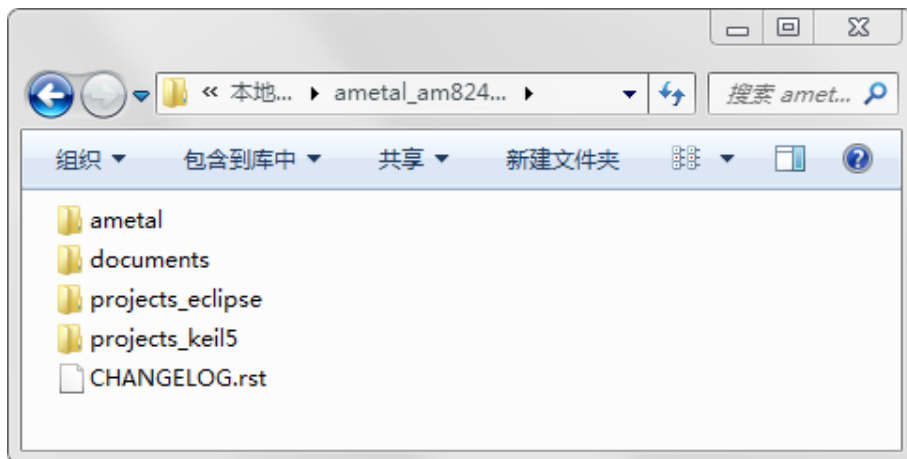 « 本地... ▸ ametal_am824... ▸ 搜索 amet...
组织 包含到库中 共享 新建文件夹
ametal
documents
projects_eclipse
projects_keil5
CHANGELOG.rst